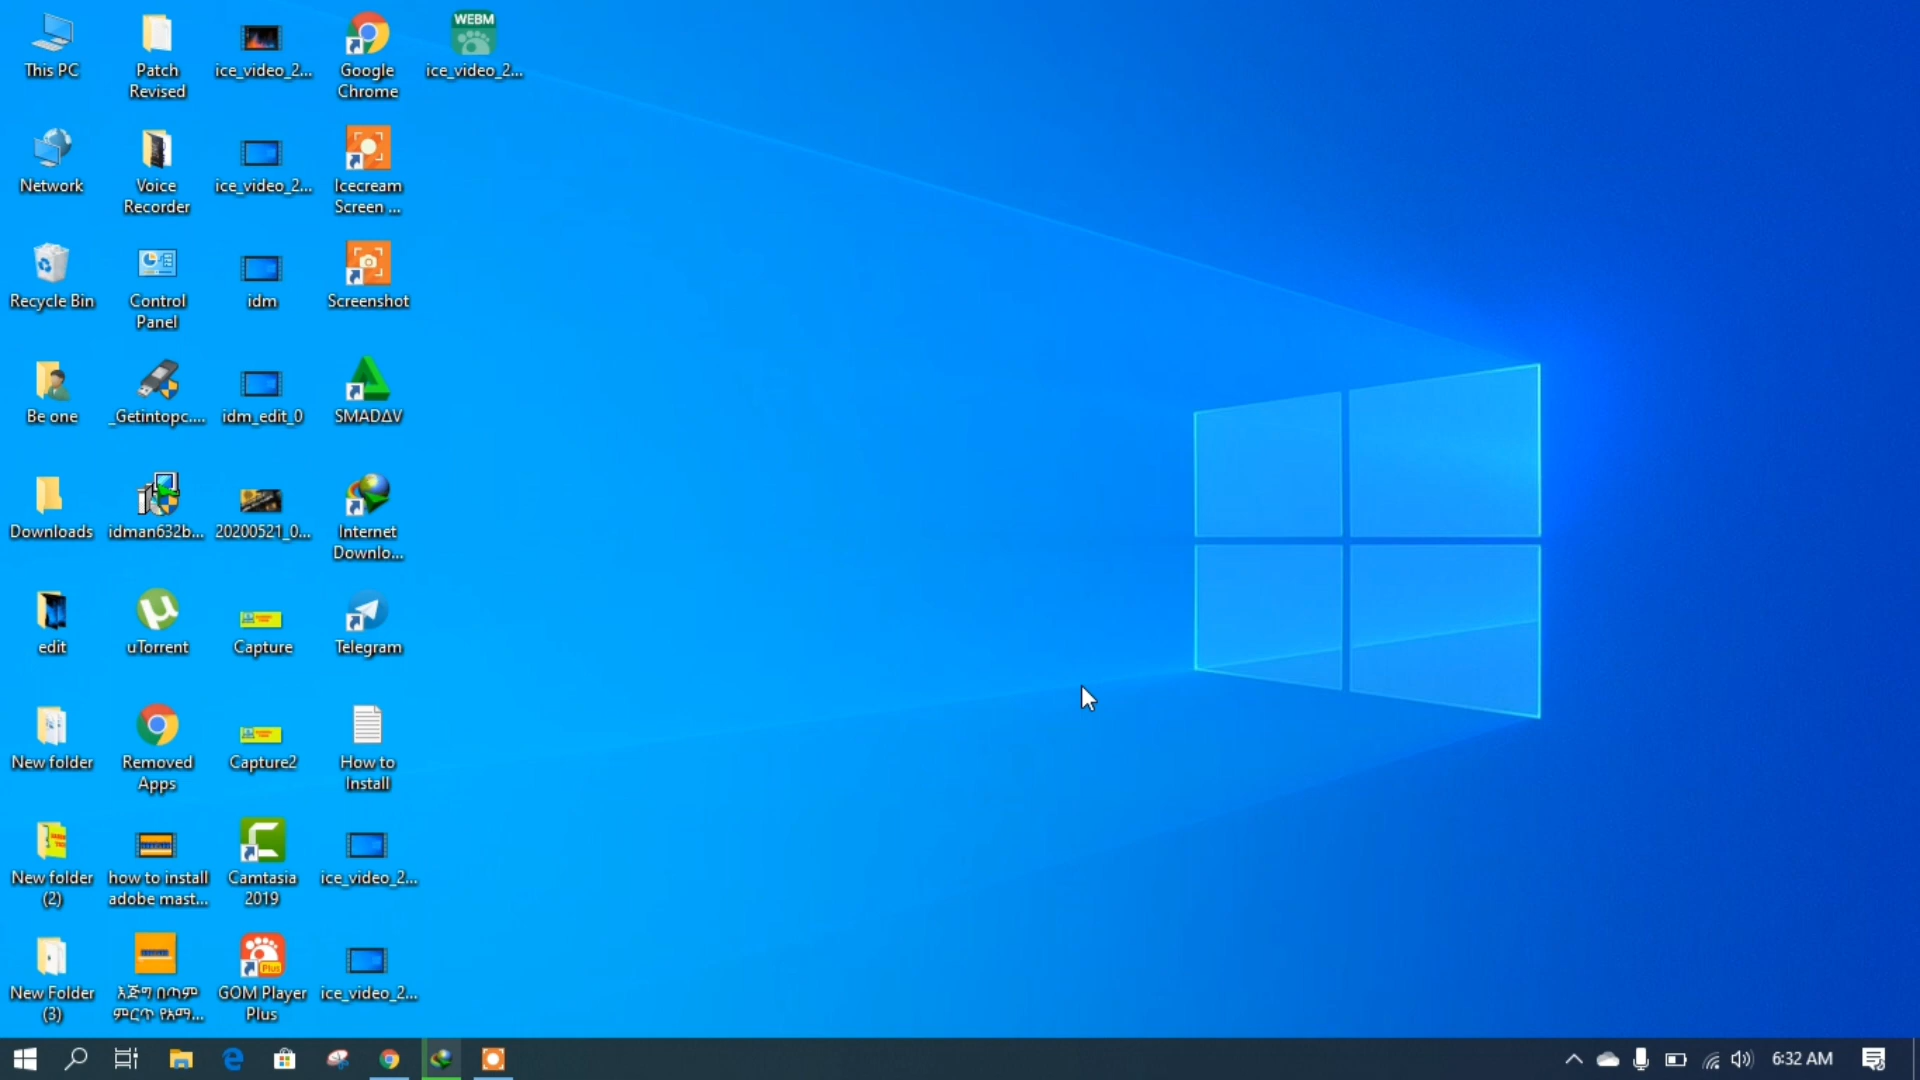 This PC
Patch
Revised
ice_video_2...
Google
Chrome
WEBM
ice_video_2...
Network
Voice
Recorder
ice_video_2...
Icecream
Screen ...
Recycle Bin
Control
Panel
idm
Screenshot
Be one
_Getintopc....
idm_edit_0
SMADΔV
Downloads
idman632b...
20200521_0...
Internet
Downlo...
edit
uTorrent
Capture
Telegram
New folder
Removed
Apps
Capture2
How to
Install
New folder
(2)
how to install
adobe mast...
Camtasia
2019
ice_video_2...
New Folder
(3)
እጅግ በጣም
ምርጥ የአማ...
Plus
GOM Player
Plus
ice_video_2...
6:32 AM